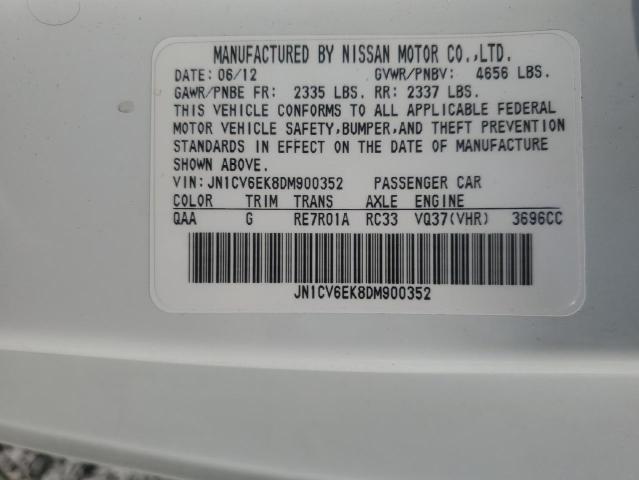 MANUFACTURED BY NISSAN MOTOR CO.,LTD.
DATE: 06/12 GVWR/PNBV: 4656 LBS.
GAWR/PNBE FR: 2335 LBS. RR: 2337 LBS.
THIS VEHICLE CONFORMS TO ALL APPLICABLE FEDERAL
MOTOR VEHICLE SAFETY,BUMPER,AND THEFT PREVENTION
STANDARDS IN EFFECT ON THE DATE OF MANUFACTURE
SHOWN ABOVE.
VIN: JN1CV6EK8DM900352 PASSENGER CAR
COLOR TRIM TRANS AXLE ENGINE
QAA G RE7R01A RC33 VQ37(VHR) 3696CC
JN1CV6EK8DM900352